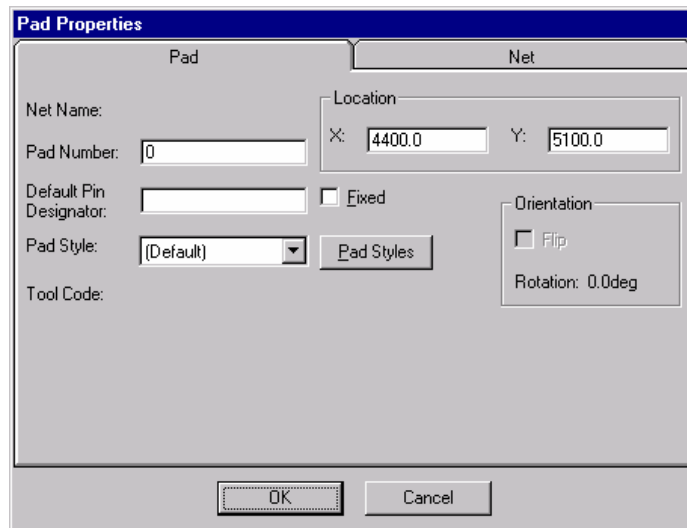 Pad Properties
Pad Net
Net Name:
Location
X: 4400.0 Y: 5100.0
Pad Number: 0
Default Pin
Designator:
Fixed
Orientation
Flip
Pad Style: (Default) Pad Styles
Rotation: 0.0deg
Tool Code:
OK Cancel